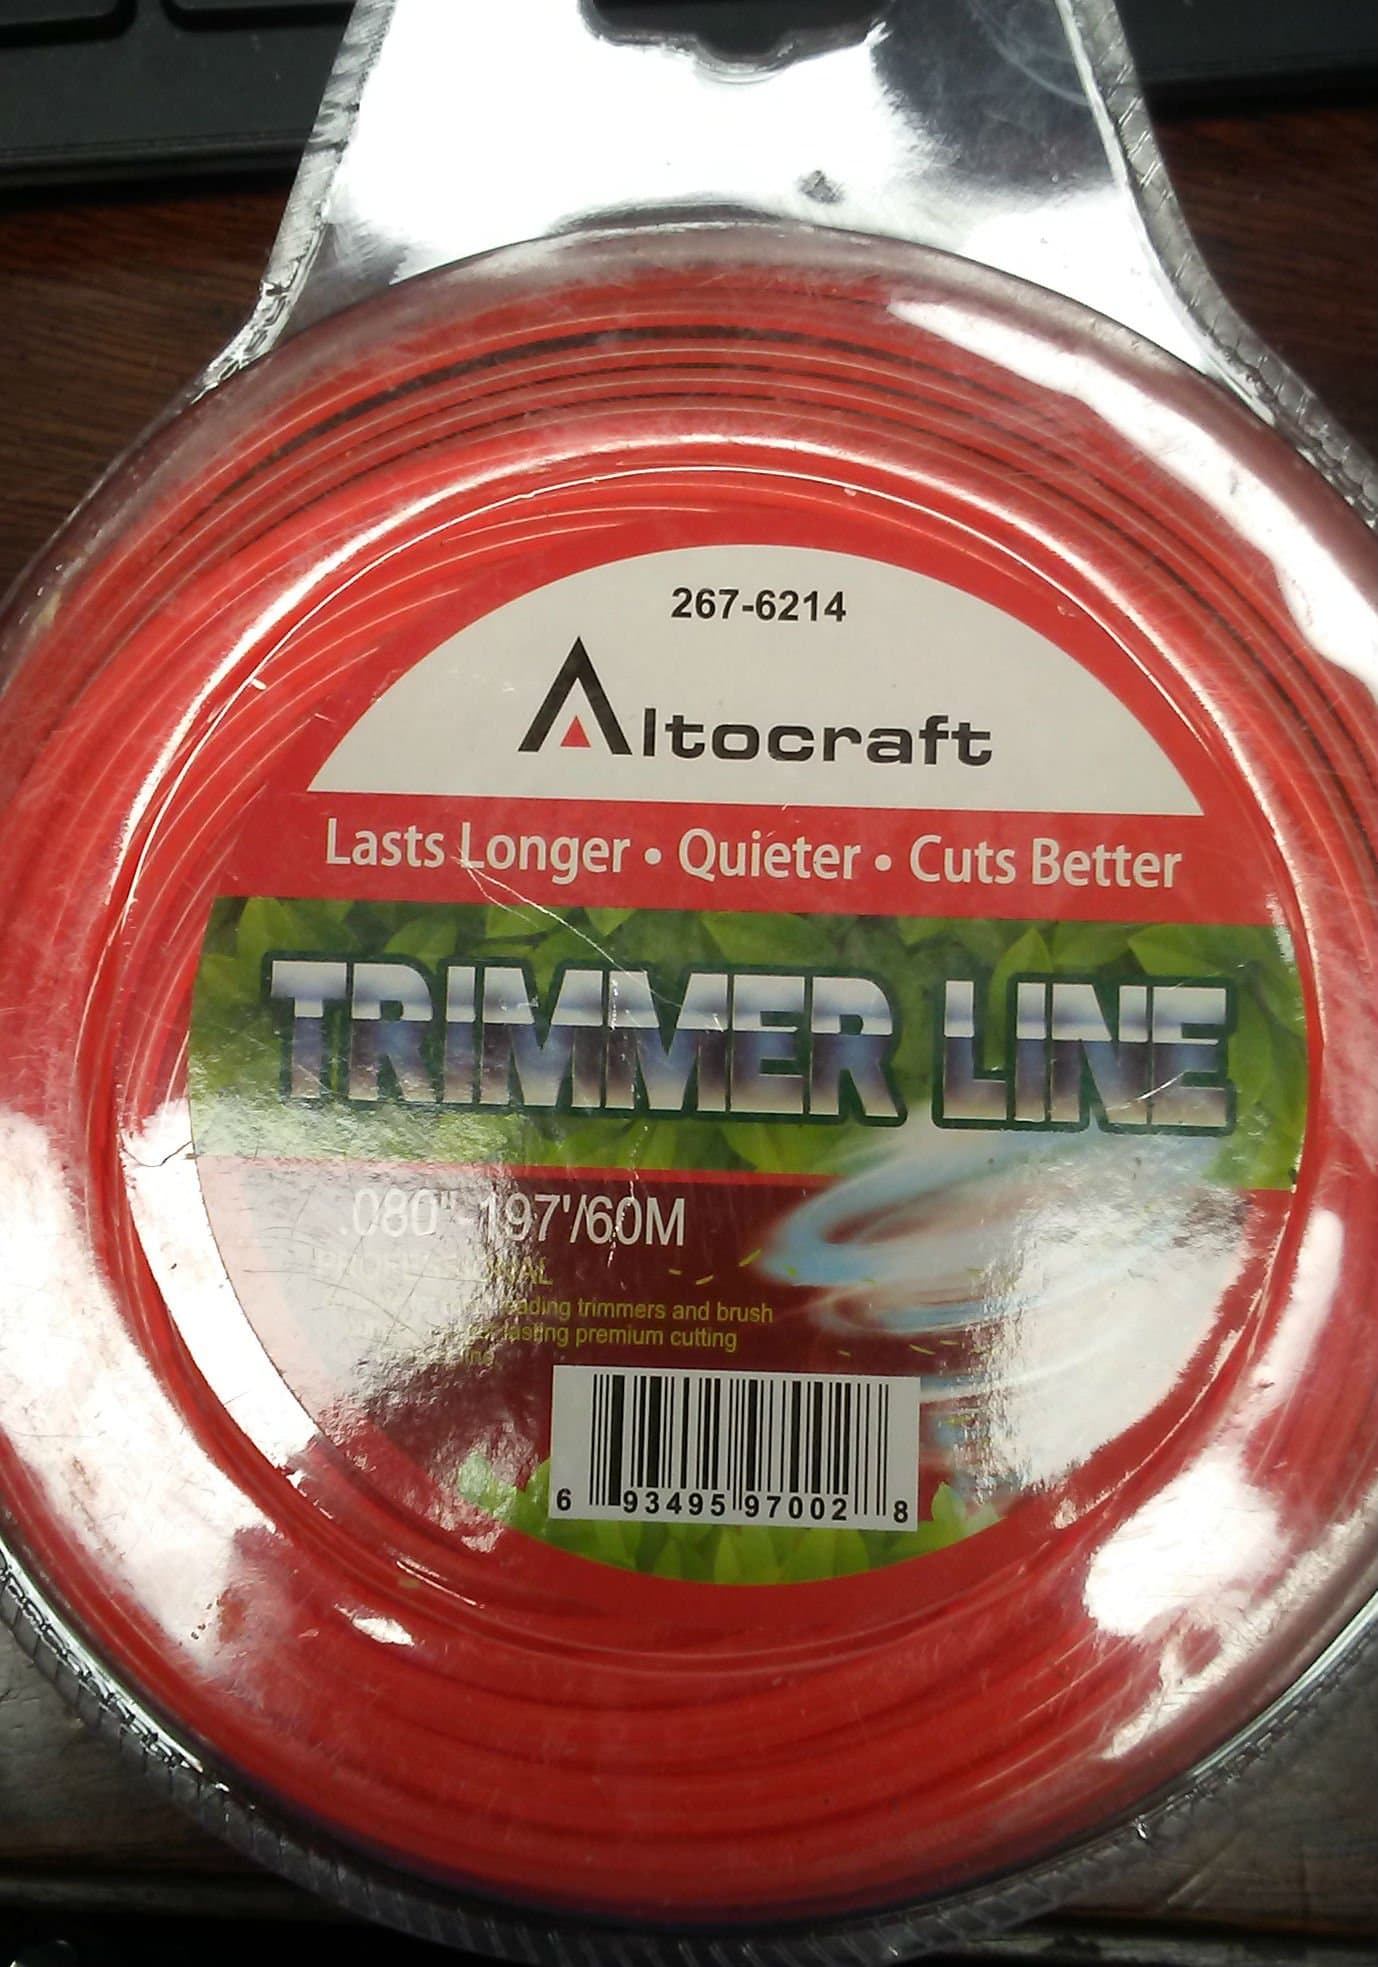 267-6214
Altocraft
Lasts Longer • Quieter • Cuts Better
TRIMMER LINE
.080"-197'/60M
PROFESSIONAL
trimmers and brush
lasting premium cutting
6 93495 97002 8